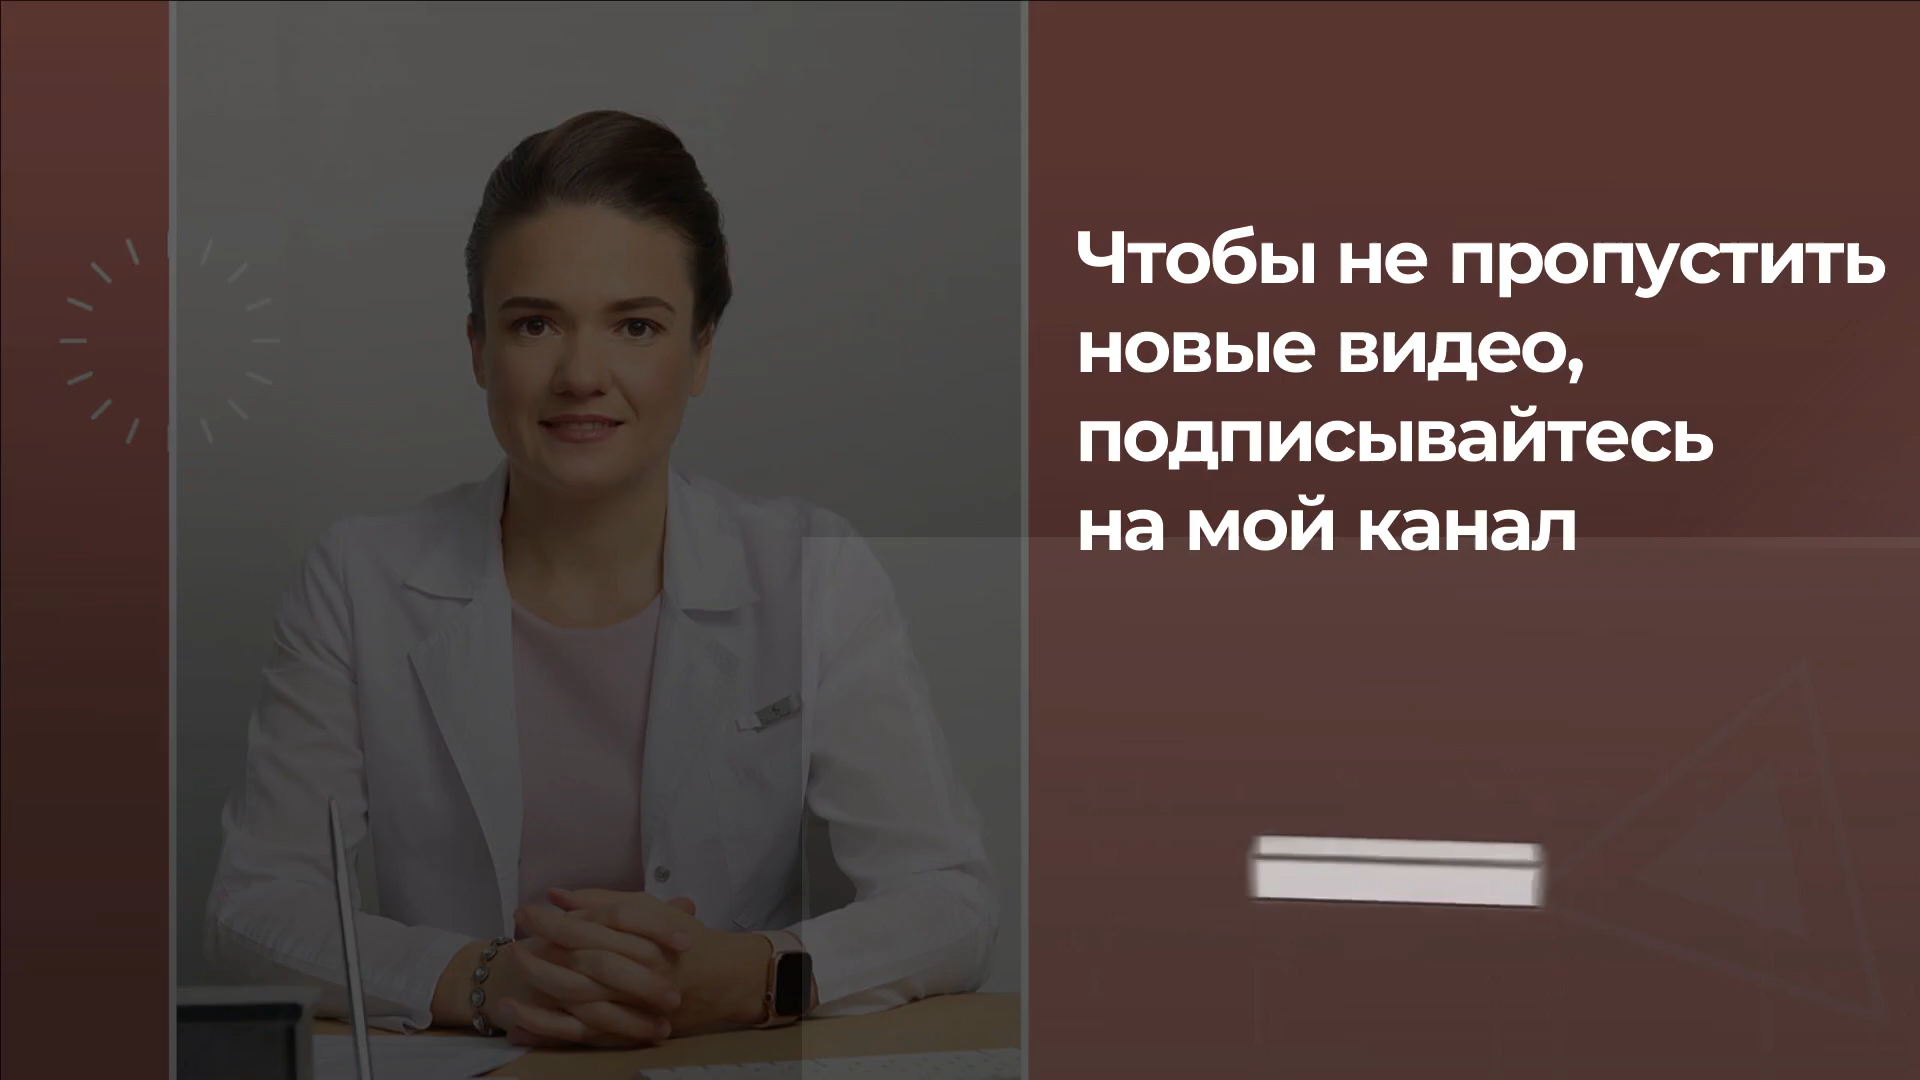 Чтобы не пропустить
новые видео,
подписывайтесь
на мой канал